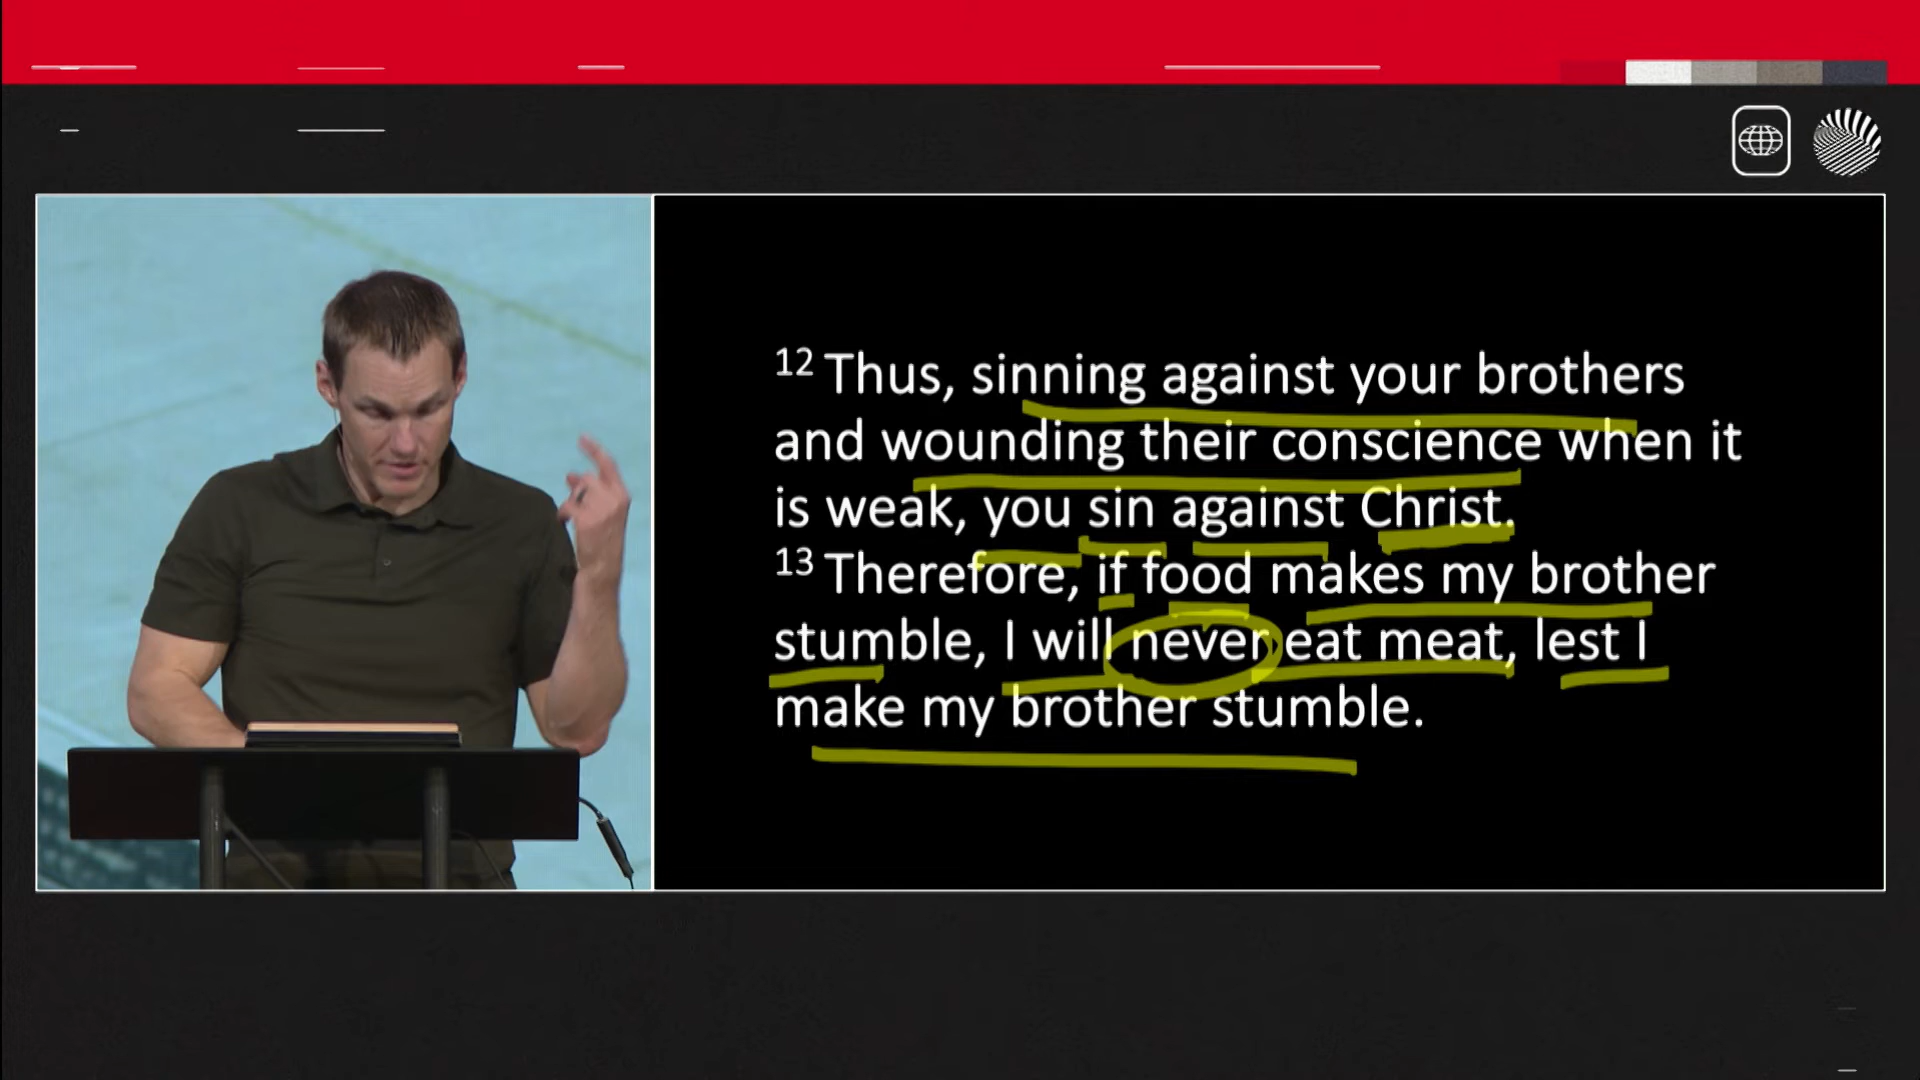 12 Thus, sinning against your brothers
and wounding their conscience when it
is weak, you sin against Christ.
13 Therefore, if food makes my brother
stumble, I will never eat meat, lest I
make my brother stumble.